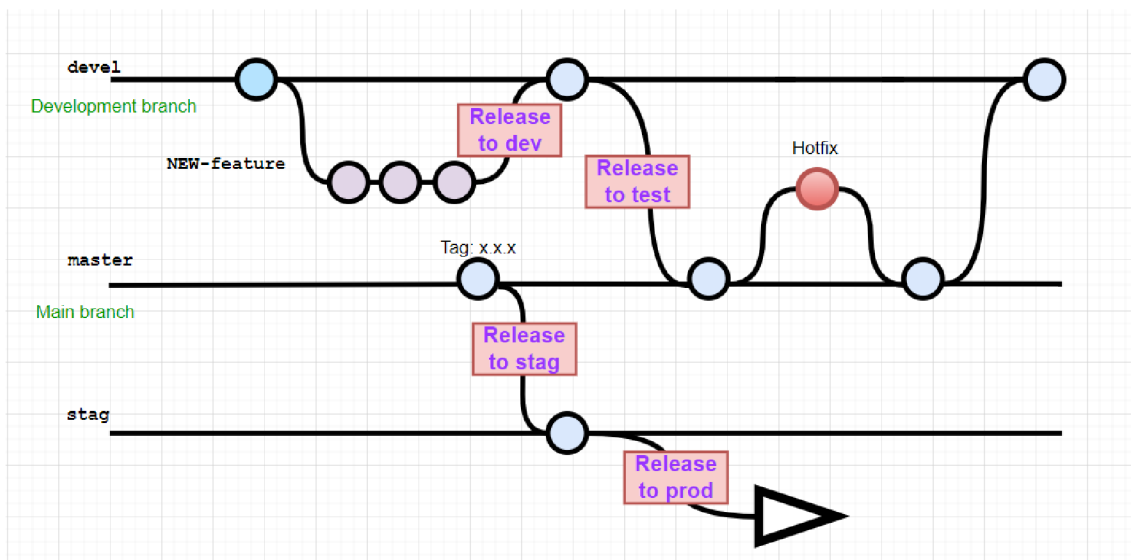 devel
Development branch
Release
to dev
NEW-feature
Release
to test
Hotfix
Tag: x.x.x
master
Main branch
Release
to stag
stag
Release
to prod